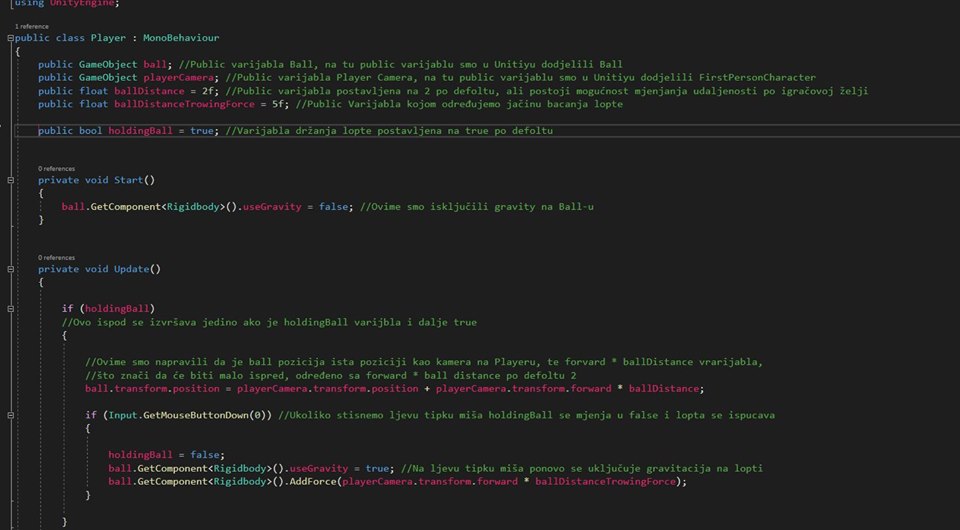 using UnityEngine;
1 reference
public class Player : MonoBehaviour
{
public GameObject ball; //Public varijabla Ball, na tu public varijablu smo u Unitiyu dodjelili Ball
public GameObject playerCamera; //Public varijabla Player Camera, na tu public varijablu smo u Unitiyu dodjelili FirstPersonCharacter
public float ballDistance = 2f; //Public varijabla postavljena na 2 po defoltu, ali postoji mogućnost mjenjanja udaljenosti po igračovoj želji
public float ballDistanceTrowingForce = 5f; //Public Varijabla kojom određujemo jačinu bacanja lopte
public bool holdingBall = true; //Varijabla držanja lopte postavljena na true po defoltu
0 references
private void Start()
{
ball.GetComponent<Rigidbody>().useGravity = false; //Ovime smo isključili gravity na Ball-u
}
0 references
private void Update()
{
if (holdingBall)
//Ovo ispod se izvršava jedino ako je holdingBall varijbla i dalje true
{
//Ovime smo napravili da je ball pozicija ista poziciji kao kamera na Playeru, te forvard * ballDistance vrarijabla,
//što znači da će biti malo ispred, određeno sa forward * ball distance po defoltu 2
ball.transform.position = playerCamera.transform.position + playerCamera.transform.forward * ballDistance;
if (Input.GetMouseButtonDown(0)) //Ukoliko stisnemo ljevu tipku miša holdingBall se mjenja u false i lopta se ispucava
{
holdingBall = false;
ball.GetComponent<Rigidbody>().useGravity = true; //Na ljevu tipku miša ponovo se uključuje gravitacija na lopti
ball.GetComponent<Rigidbody>().AddForce(playerCamera.transform.forward * ballDistanceTrowingForce);
}
}